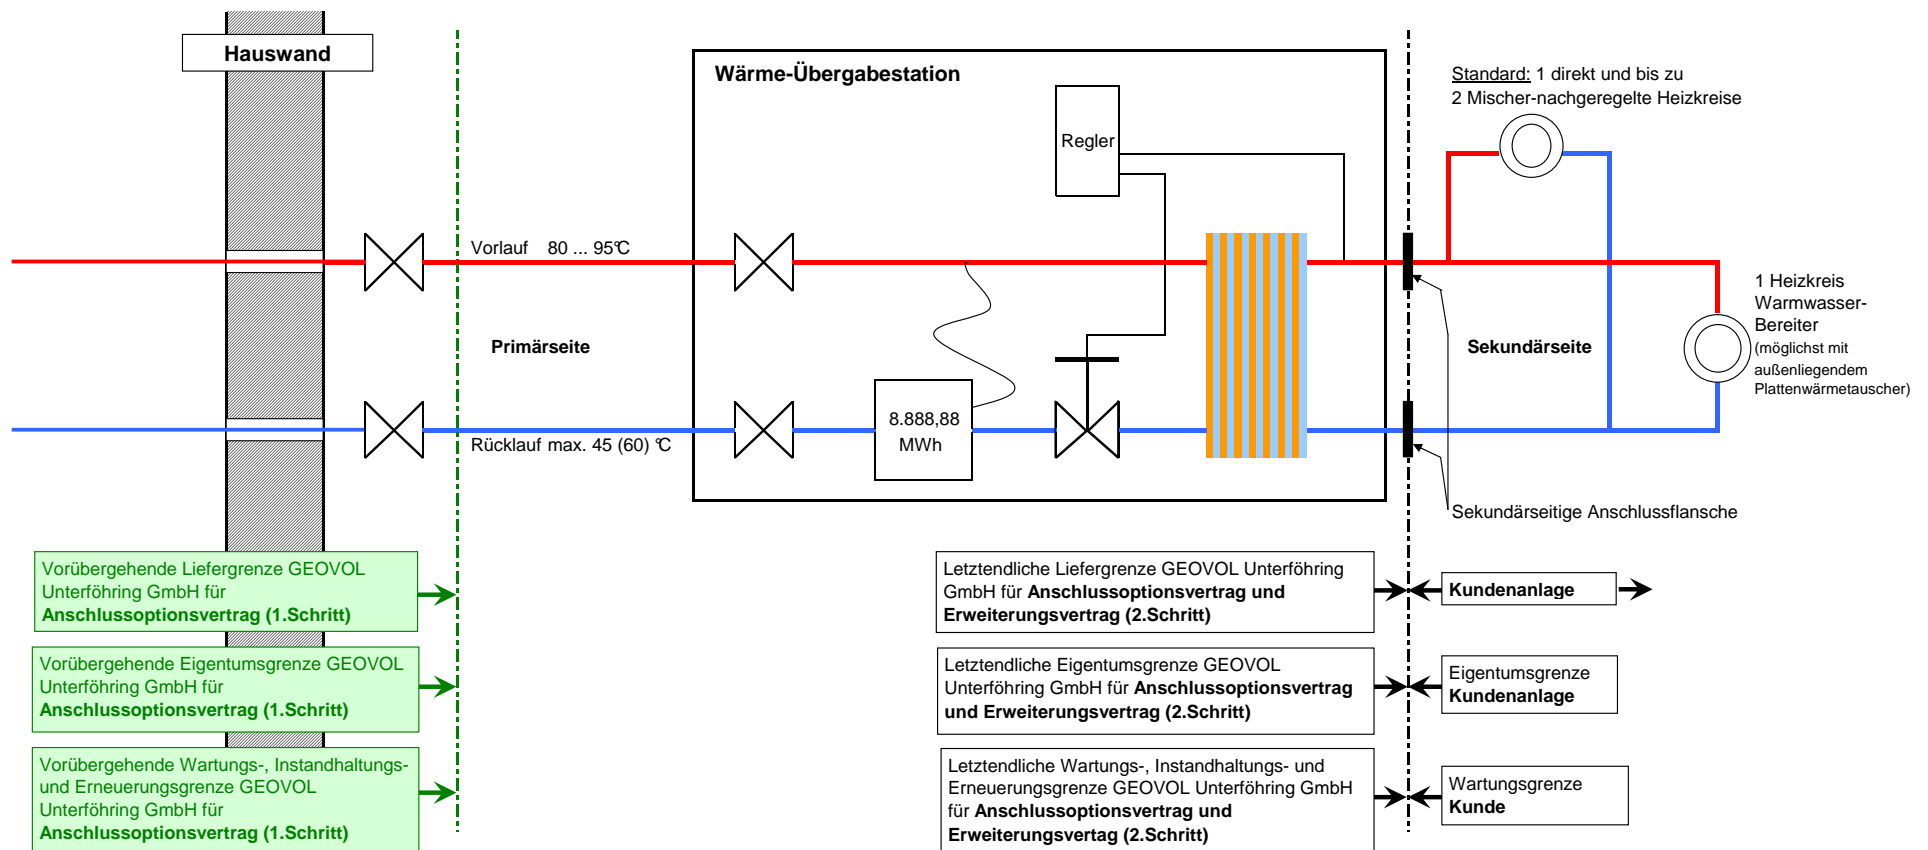 Hauswand
Wärme-Übergabestation
Standard: 1 direkt und bis zu
2 Mischer-nachgeregelte Heizkreise
Regler
Vorlauf 80 ... 95°C
Primärseite
Sekundärseite
1 Heizkreis
Warmwasser-
Bereiter
(möglichst mit
außenliegendem
Plattenwärmetauscher)
8.888,88
MWh
Rücklauf max. 45 (60) °C
Sekundärseitige Anschlussflansche
Vorübergehende Liefergrenze GEOVOL
Unterföhring GmbH für
Anschlussoptionsvertrag (1.Schritt)
Letztendliche Liefergrenze GEOVOL Unterföhring
GmbH für Anschlussoptionsvertrag und
Erweiterungsvertrag (2.Schritt)
Kundenanlage
Vorübergehende Eigentumsgrenze GEOVOL
Unterföhring GmbH für
Anschlussoptionsvertrag (1.Schritt)
Letztendliche Eigentumsgrenze GEOVOL
Unterföhring GmbH für Anschlussoptionsvertrag
und Erweiterungsvertrag (2.Schritt)
Eigentumsgrenze
Kundenanlage
Vorübergehende Wartungs-, Instandhaltungs-
und Erneuerungsgrenze GEOVOL
Unterföhring GmbH für
Anschlussoptionsvertrag (1.Schritt)
Letztendliche Wartungs-, Instandhaltungs- und
Erneuerungsgrenze GEOVOL Unterföhring GmbH
für Anschlussoptionsvertrag und
Erweiterungsvertag (2.Schritt)
Wartungsgrenze
Kunde